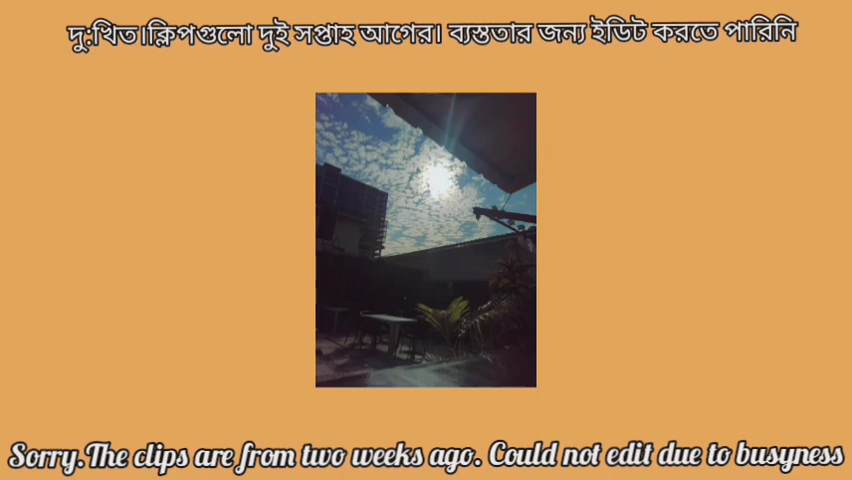 দু:খিত।ক্লিপগুলো দুই সপ্তাহ আগের। ব্যস্ততার জন্য ইডিট করতে পারিনি
Sorry.The clips are from two weeks ago. Could not edit due to busyness